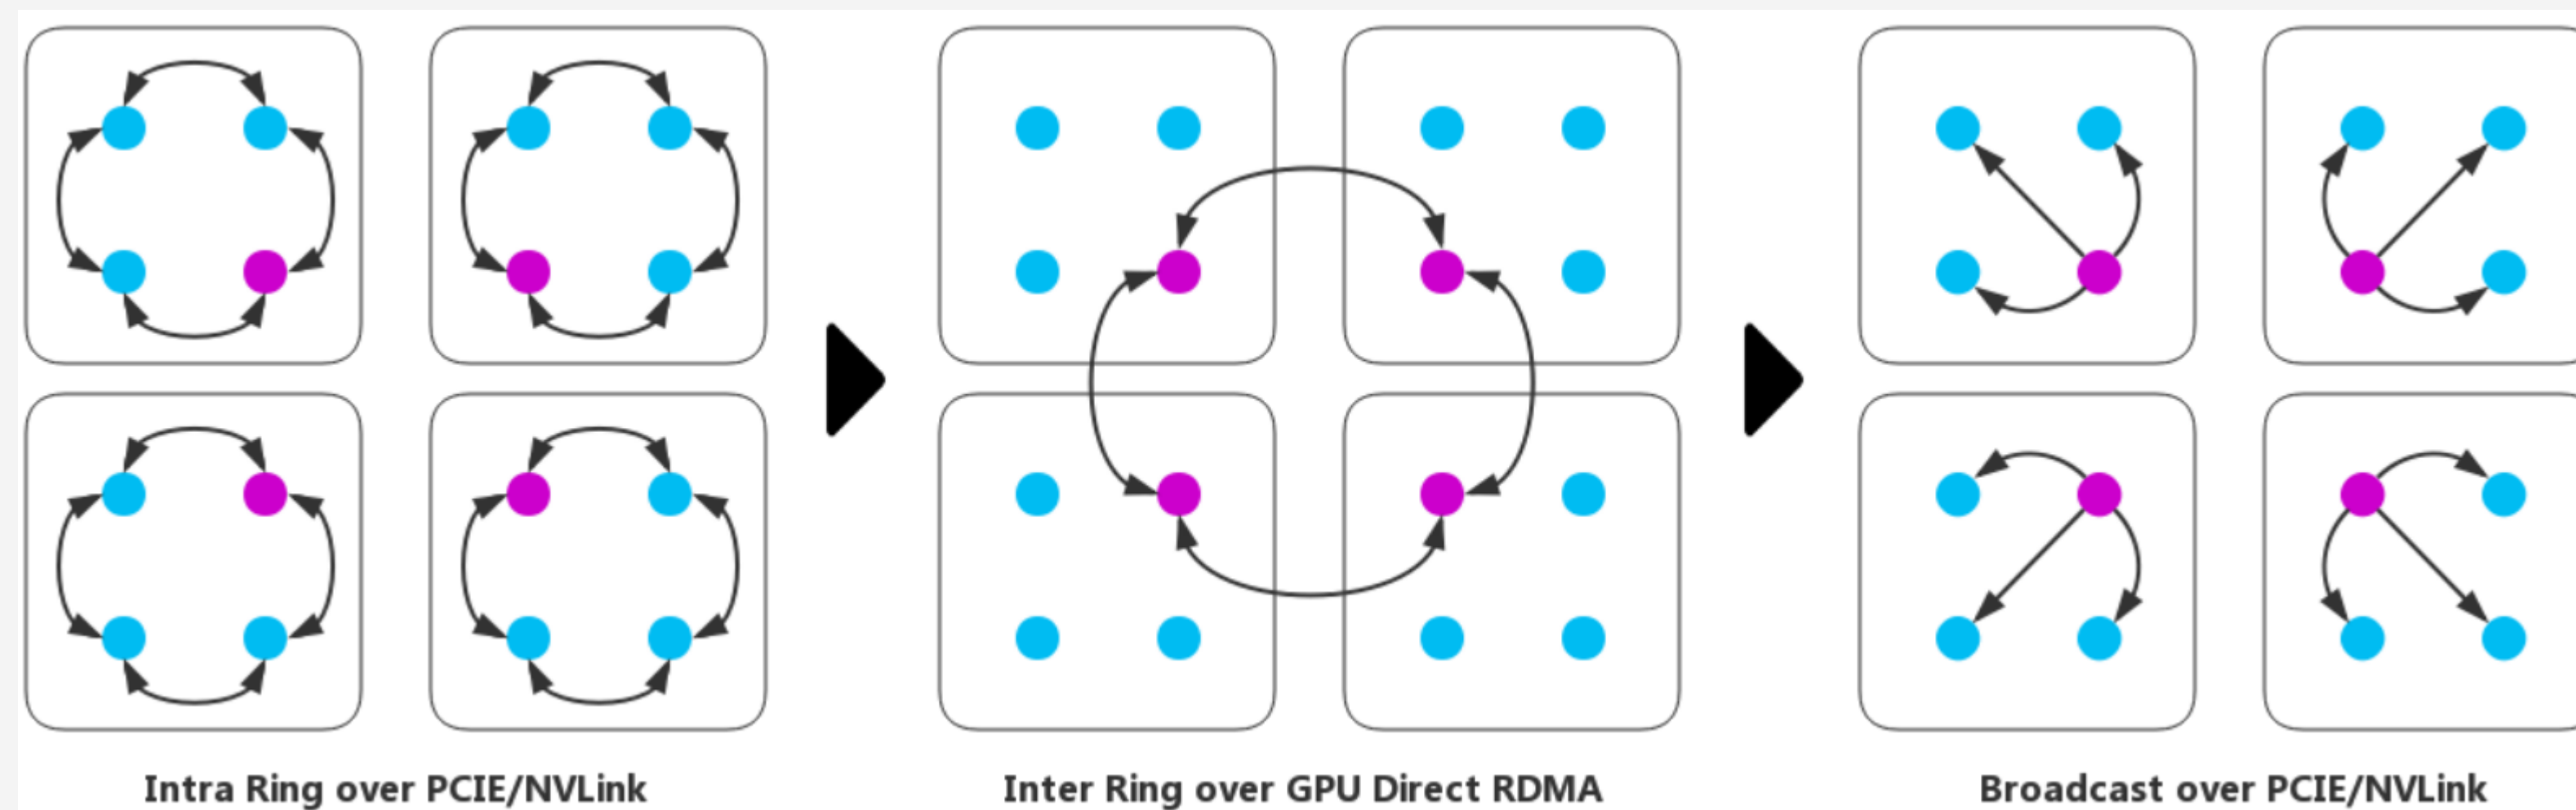 Intra Ring over PCIE/NVLink
Inter Ring over GPU Direct RDMA
Broadcast over PCIE/NVLink